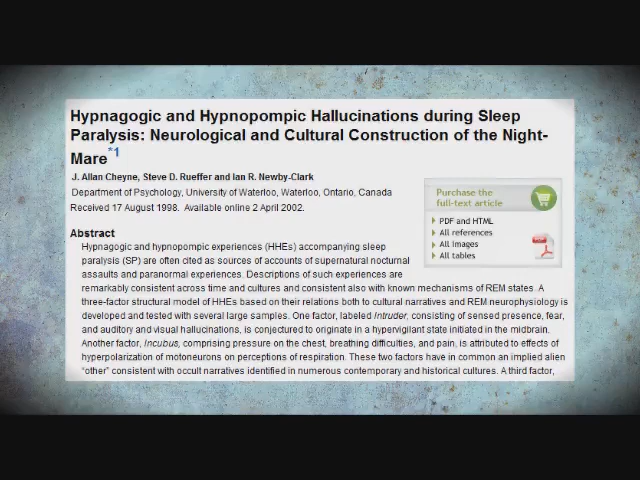 Hypnagogic and Hypnopompic Hallucinations during Sleep
Paralysis: Neurological and Cultural Construction of the Night-
Mare*1
J. Allan Cheyne, Steve D. Rueffer and Ian R. Newby-Clark
Department of Psychology, University of Waterloo, Waterloo, Ontario, Canada
Received 17 August 1998. Available online 2 April 2002.
Purchase the
full-text article
PDF and HTML
All references
All images
All tables
PDF
Abstract
Hypnagogic and hypnopompic experiences (HHEs) accompanying sleep
paralysis (SP) are often cited as sources of accounts of supernatural nocturnal
assaults and paranormal experiences. Descriptions of such experiences are
remarkably consistent across time and cultures and consistent also with known mechanisms of REM states. A
three-factor structural model of HHEs based on their relations both to cultural narratives and REM neurophysiology is
developed and tested with several large samples. One factor, labeled Intruder, consisting of sensed presence, fear,
and auditory and visual hallucinations, is conjectured to originate in a hypervigilant state initiated in the midbrain.
Another factor, Incubus, comprising pressure on the chest, breathing difficulties, and pain, is attributed to effects of
hyperpolarization of motoneurons on perceptions of respiration. These two factors have in common an implied alien
"other" consistent with occult narratives identified in numerous contemporary and historical cultures. A third factor,